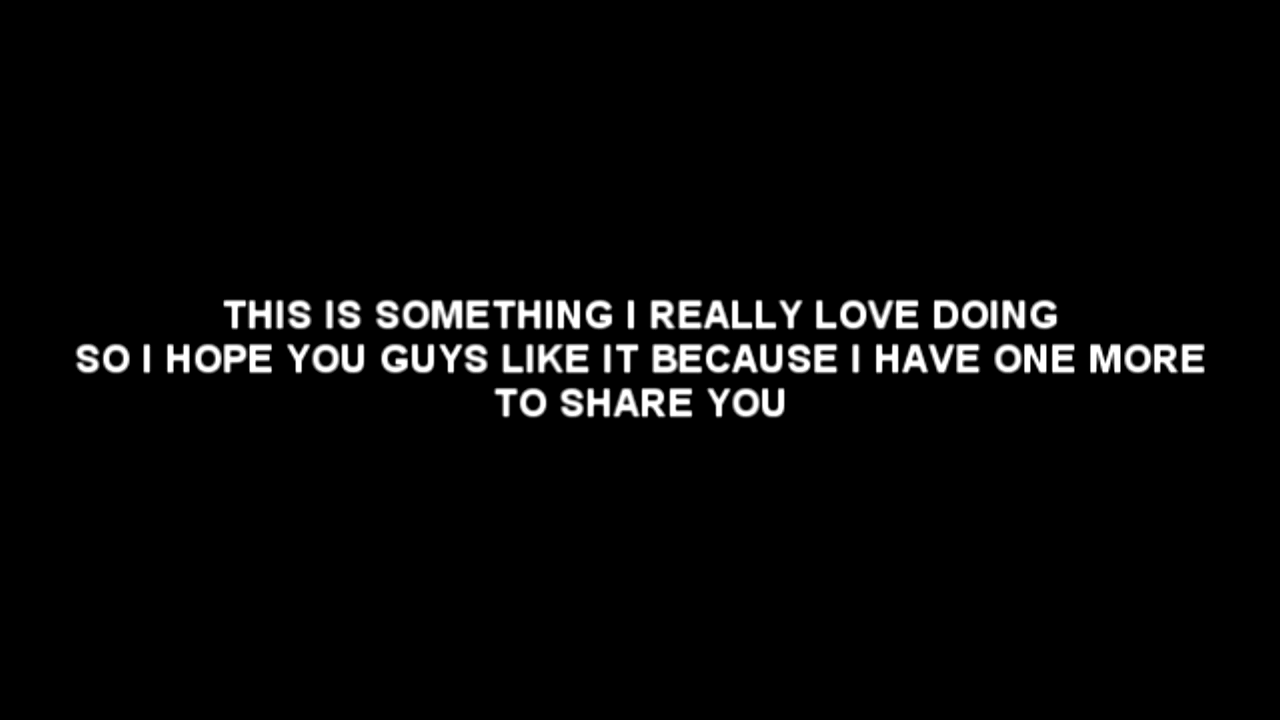 THIS IS SOMETHING I REALLY LOVE DOING
SO I HOPE YOU GUYS LIKE IT BECAUSE I HAVE ONE MORE
TO SHARE YOU